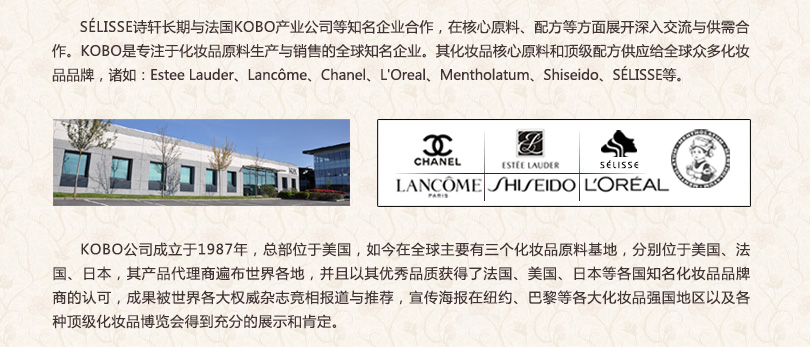 SÉLISSE诗轩长期与法国KOBO产业公司等知名企业合作，在核心原料、配方等方面展开深入交流与供需合
作。KOBO是专注于化妆品原料生产与销售的全球知名企业。其化妆品核心原料和顶级配方供应给全球众多化妆
品品牌，诸如：Estee Lauder、Lancôme、Chanel、L'Oreal、Mentholatum、Shiseido、SÉLISSE等。
CHANEL
ESTÉE LAUDER
SÉLISSE
LANCÔME
PARIS
SHISEIDO
L'ORÉAL
KOBO公司成立于1987年，总部位于美国，如今在全球主要有三个化妆品原料基地，分别位于美国、法
国、日本，其产品代理商遍布世界各地，并且以其优秀品质获得了法国、美国、日本等各国知名化妆品品牌
商的认可，成果被世界各大权威杂志竞相报道与推荐，宣传海报在纽约、巴黎等各大化妆品强国地区以及各
种顶级化妆品博览会得到充分的展示和肯定。